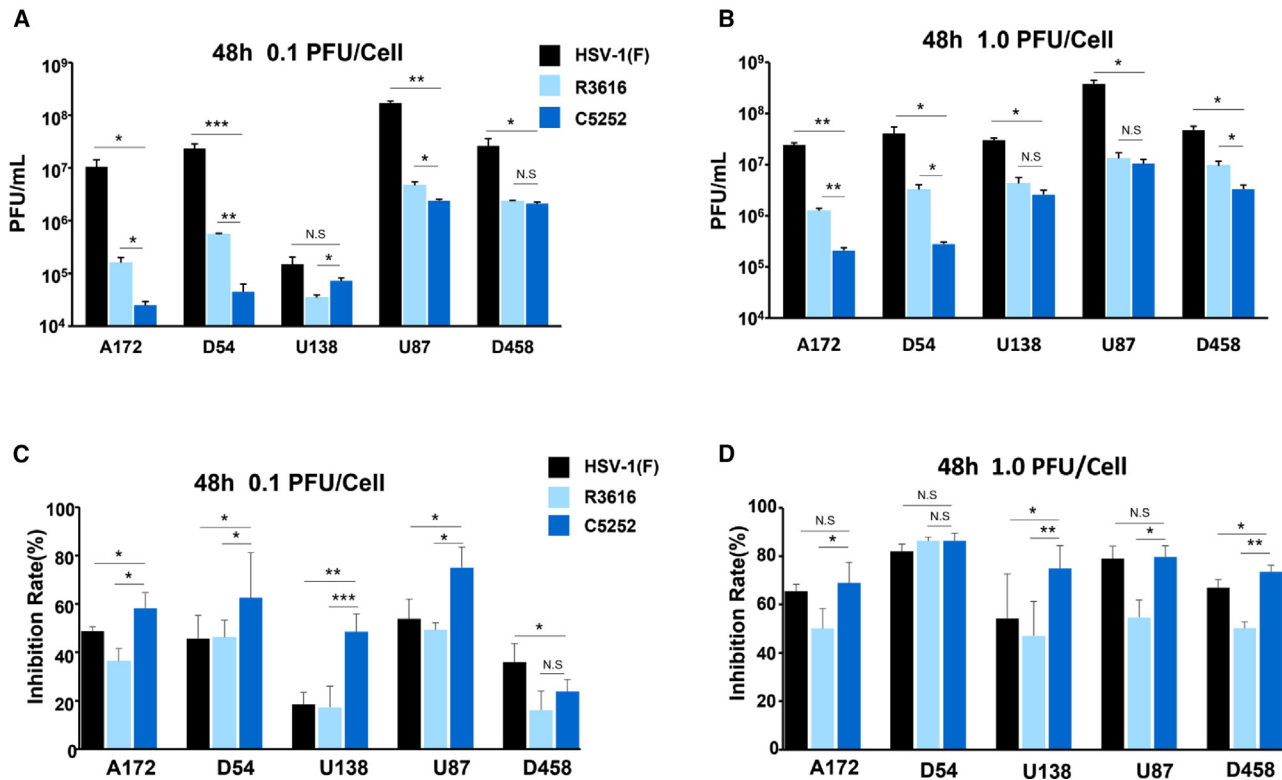 A
48h 0.1 PFU/Cell
HSV-1(F)
R3616
C5252
PFU/mL
10⁹
10⁸
10⁷
10⁶
10⁵
10⁴
* * *** ** N.S * ** * * N.S
A172 D54 U138 U87 D458
B
48h 1.0 PFU/Cell
PFU/mL
10⁹
10⁸
10⁷
10⁶
10⁵
10⁴
** ** * * * N.S * N.S * *
A172 D54 U138 U87 D458
C
48h 0.1 PFU/Cell
HSV-1(F)
R3616
C5252
Inhibition Rate(%)
100
80
60
40
20
0
* * * * ** *** * * * N.S
A172 D54 U138 U87 D458
D
48h 1.0 PFU/Cell
Inhibition Rate(%)
100
80
60
40
20
0
N.S * N.S N.S * ** N.S * * **
A172 D54 U138 U87 D458